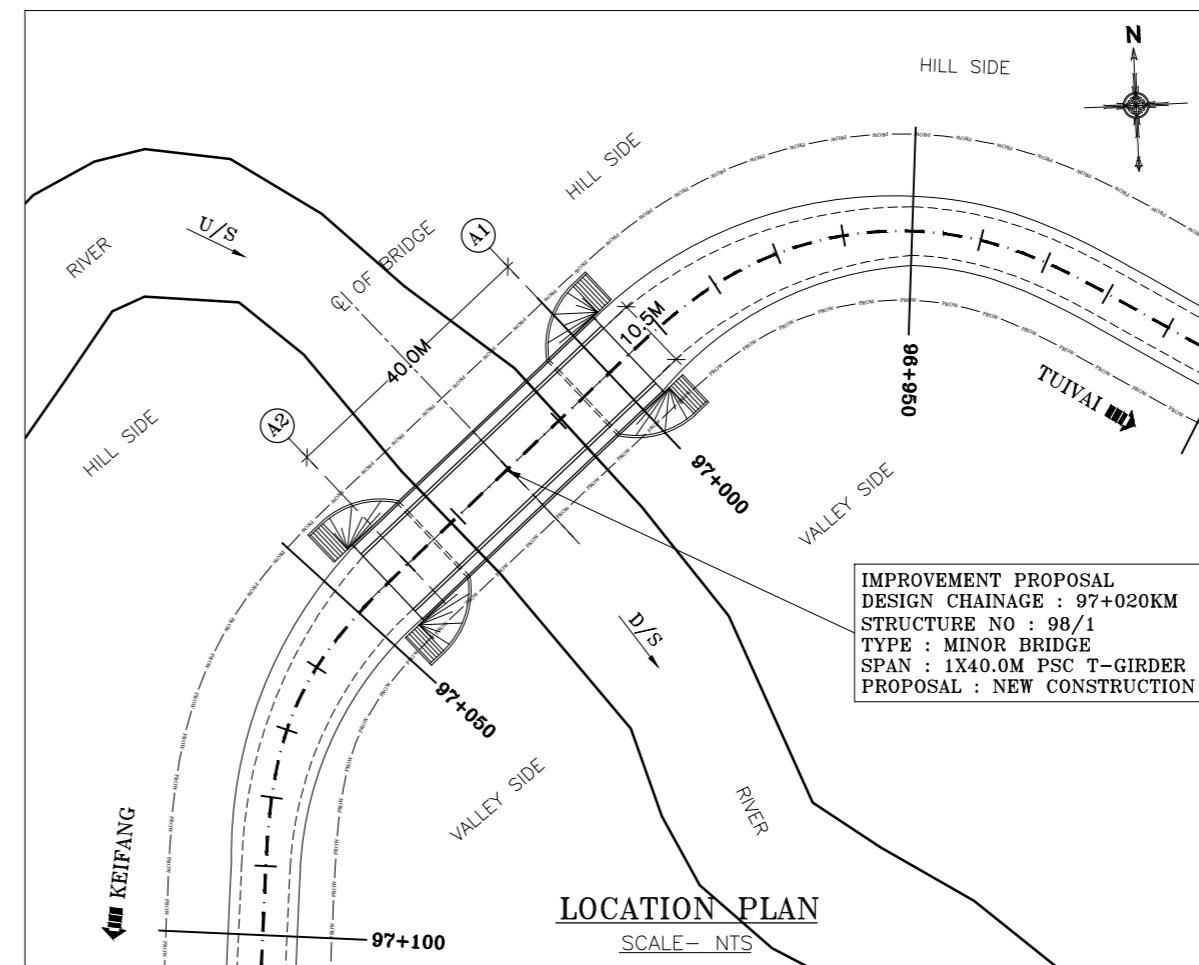 N
HILL SIDE
HILL SIDE
RIVER
U/S
℄ OF BRIDGE
A1
40.0M
10.5M
96+950
TUIVAI
A2
HILL SIDE
97+000
VALLEY SIDE
IMPROVEMENT PROPOSAL
DESIGN CHAINAGE : 97+020KM
STRUCTURE NO : 98/1
TYPE : MINOR BRIDGE
SPAN : 1X40.0M PSC T-GIRDER
PROPOSAL : NEW CONSTRUCTION
D/S
97+050
VALLEY SIDE
RIVER
KEIFANG
97+100
PROW
LOCATION PLAN
SCALE- NTS